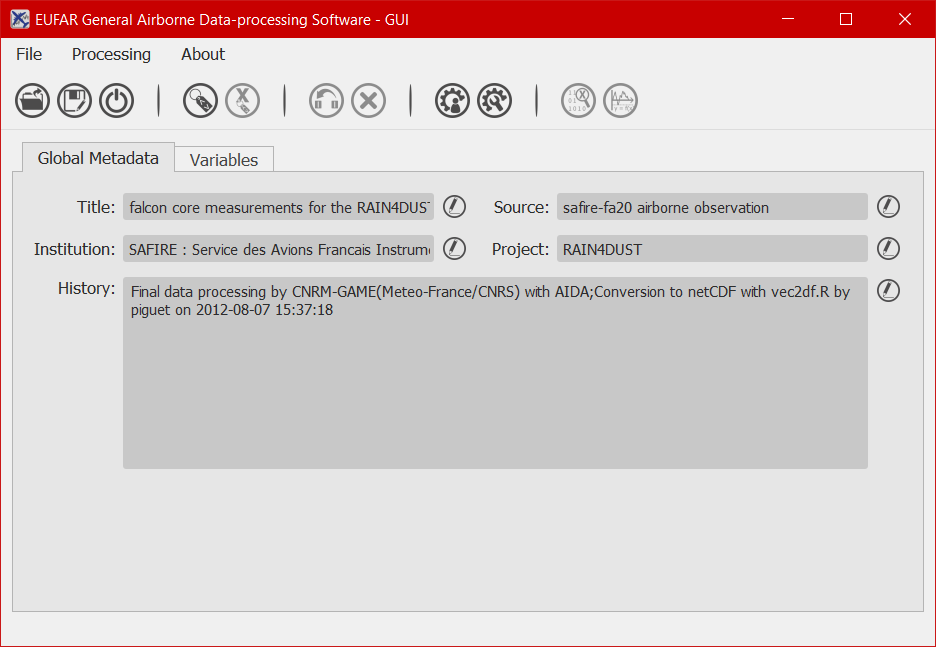 EUFAR General Airborne Data-processing Software - GUI
File Processing About
Global Metadata Variables
Title: falcon core measurements for the RAIN4DUS Source: safire-fa20 airborne observation
Institution: SAFIRE : Service des Avions Francais Instrum Project: RAIN4DUST
History: Final data processing by CNRM-GAME(Meteo-France/CNRS) with AIDA;Conversion to netCDF with vec2df.R by
piguet on 2012-08-07 15:37:18